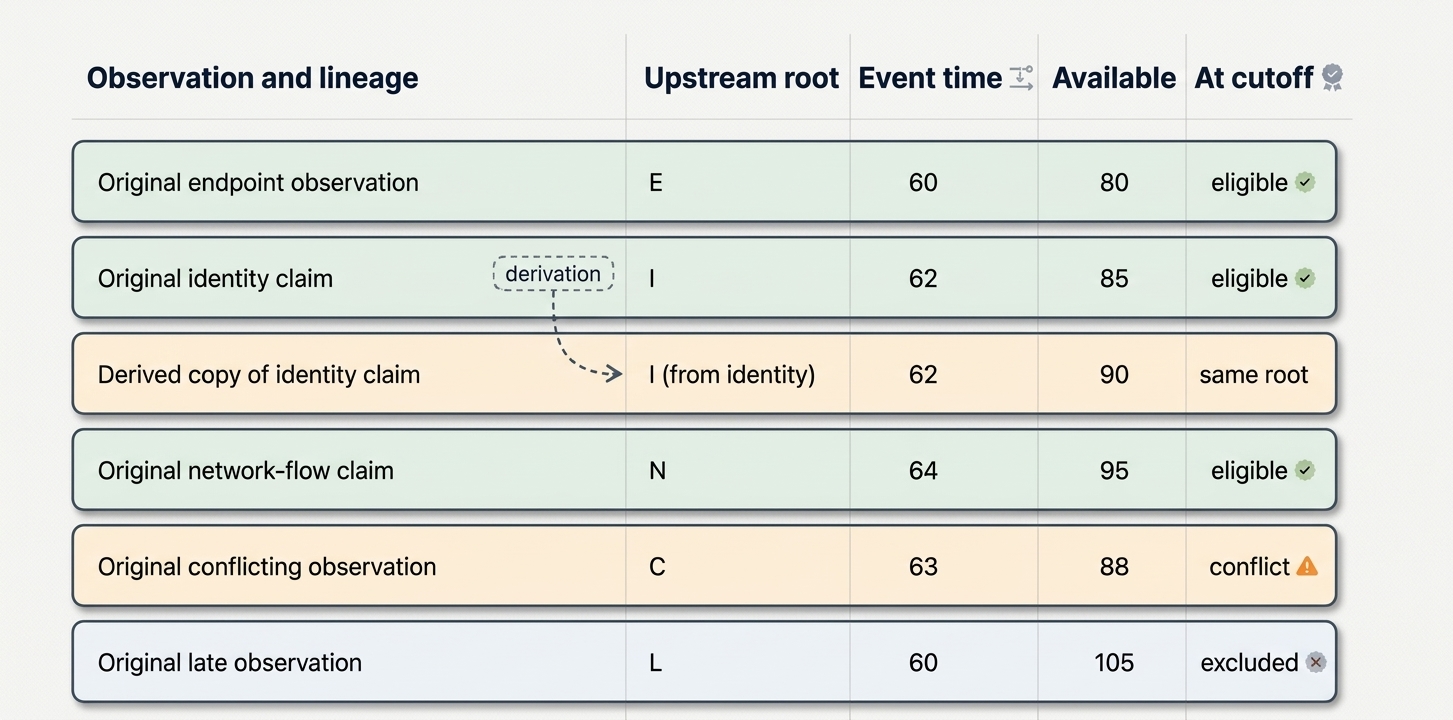 Observation and lineage Upstream root Event time Available At cutoff
Original endpoint observation E 60 80 eligible
Original identity claim derivation I 62 85 eligible
Derived copy of identity claim I (from identity) 62 90 same root
Original network-flow claim N 64 95 eligible
Original conflicting observation C 63 88 conflict
Original late observation L 60 105 excluded